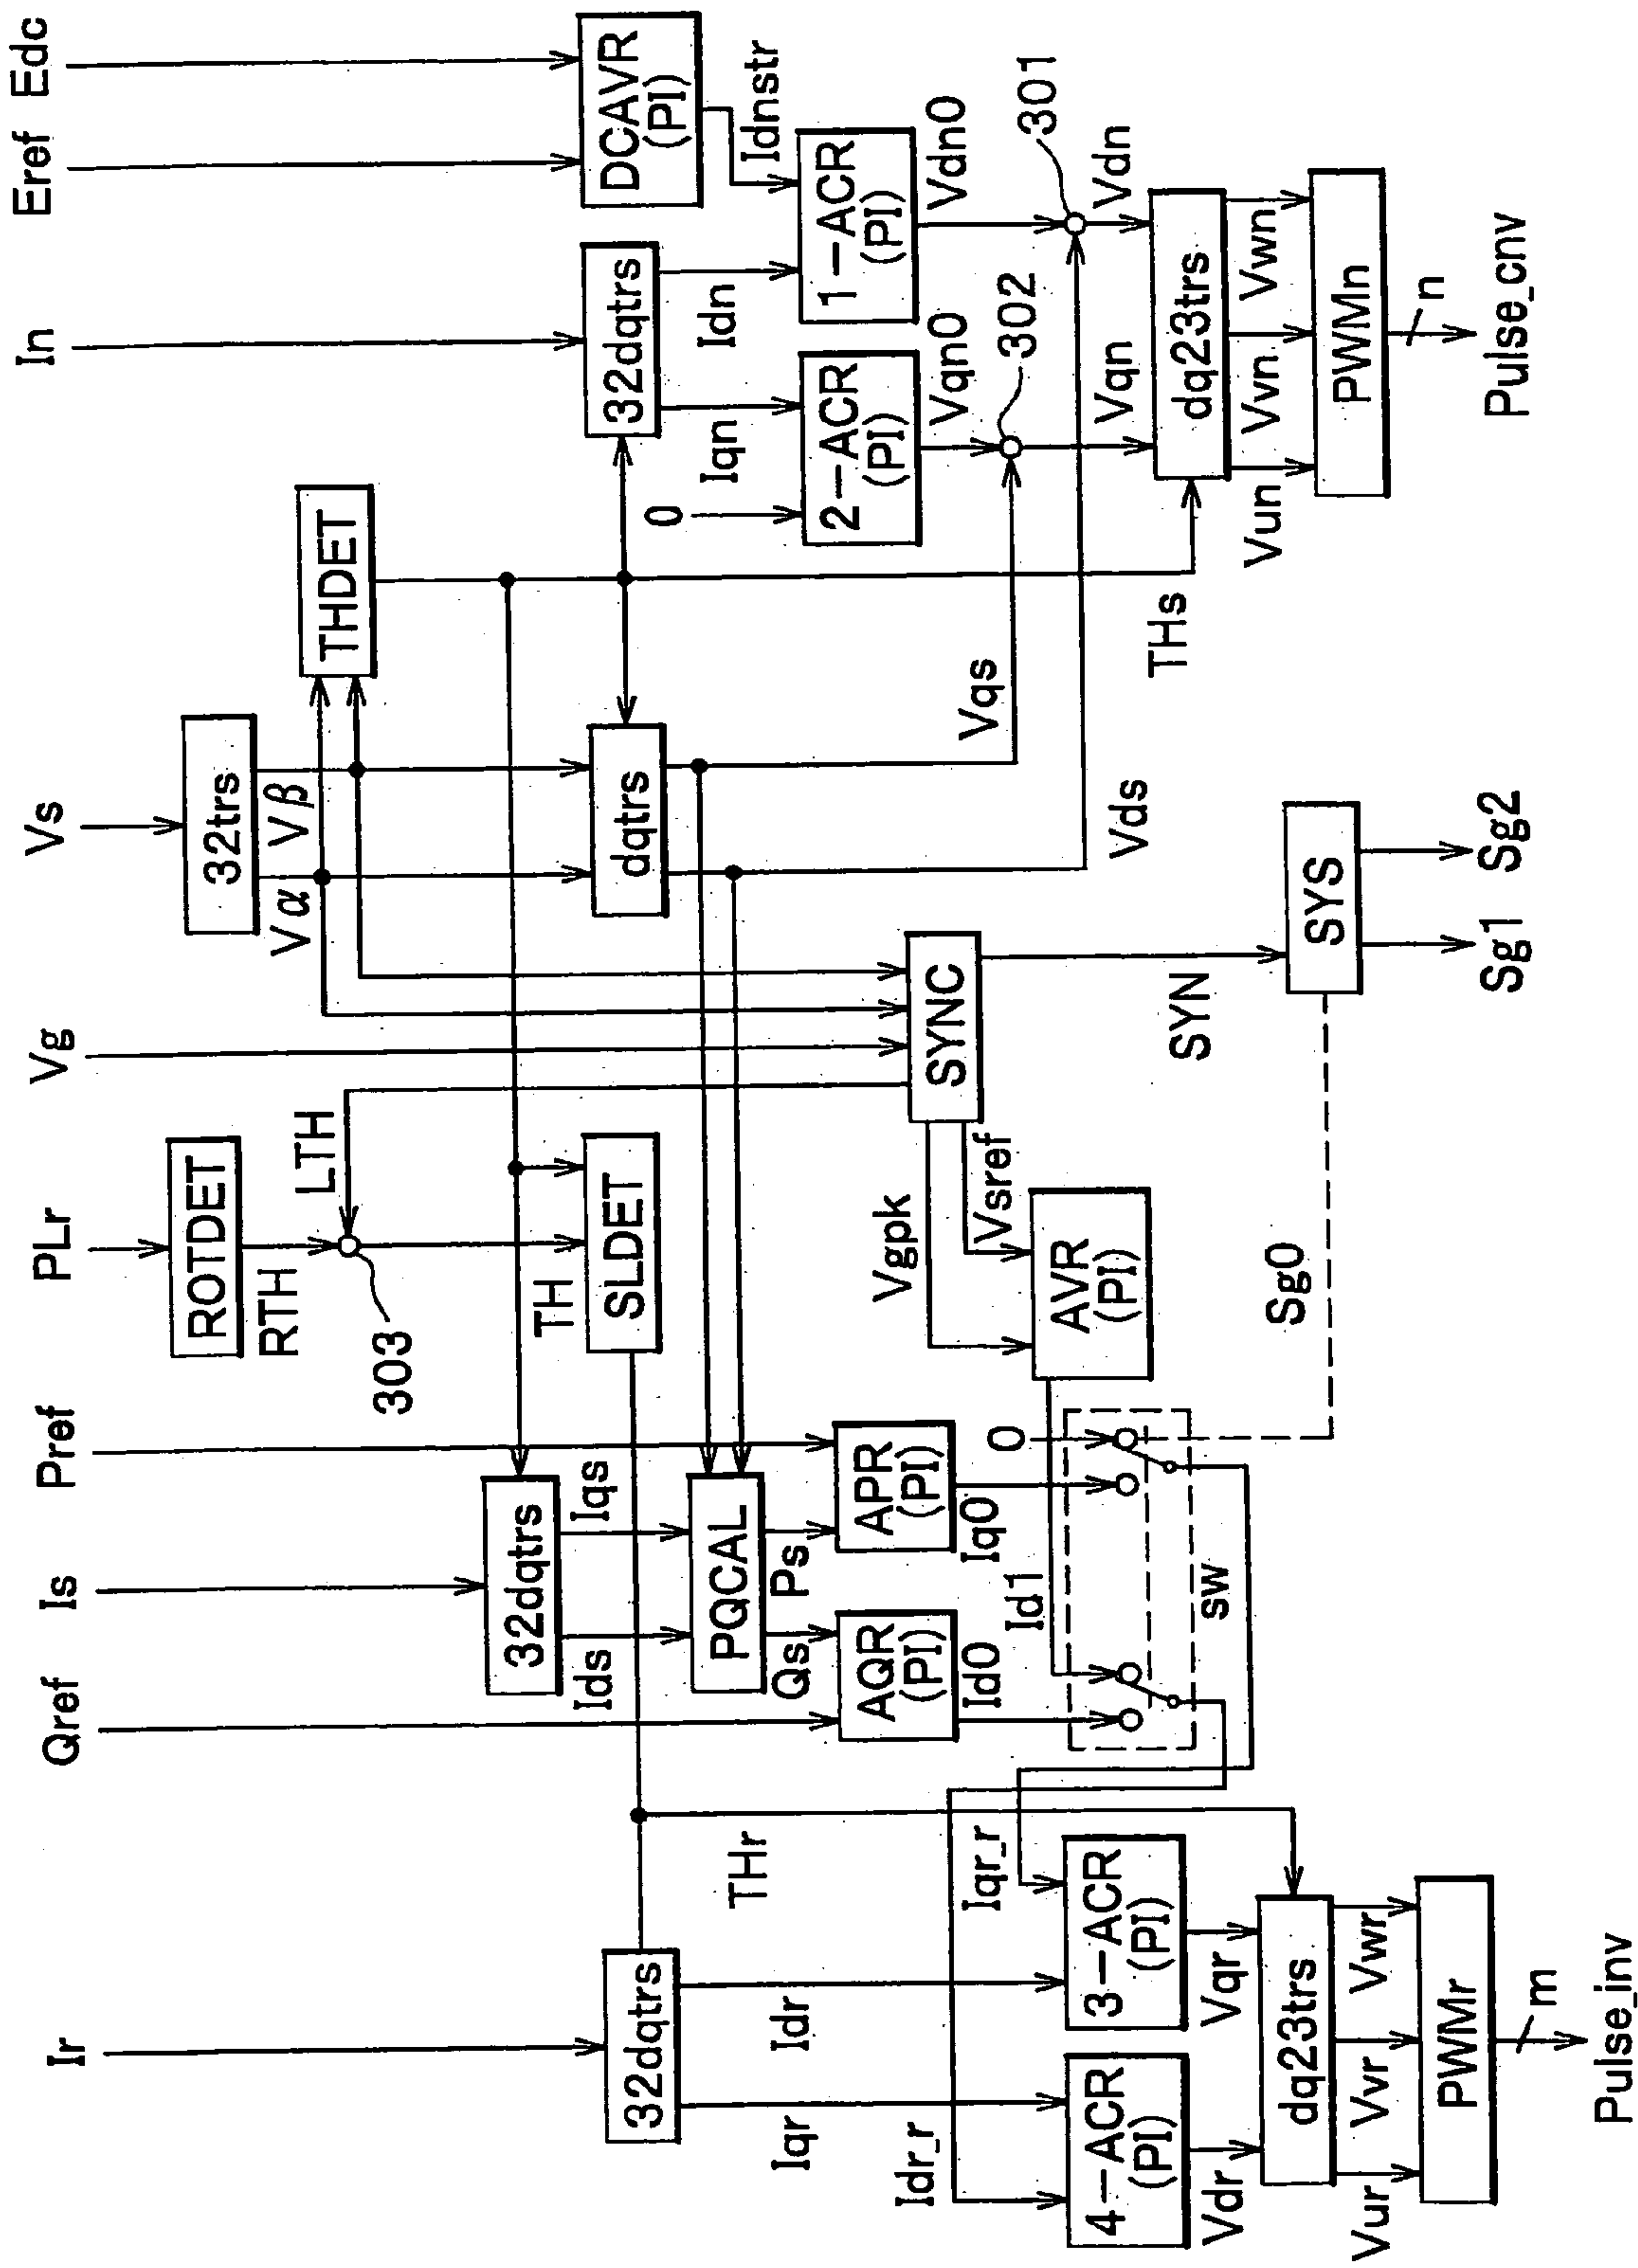 Ir
Qref
Is
Pref
PLr
Vg
Vs
In
Eref
Edc
ROTDET
RTH
LTH
303
32trs
Vα
Vβ
THDET
32dqtrs
Ids
Iqs
TH
SLDET
dqtrs
32dqtrs
Iqn
Idn
DCAVR
(PI)
Idnstr
32dqtrs
Iqr
Idr
THr
PQCAL
Qs
Ps
AQR
(PI)
APR
(PI)
Id0
Iq0
Id1
0
SYNC
Vgpk
Vsref
AVR
(PI)
Vqs
Vds
0
2-ACR
(PI)
1-ACR
(PI)
Vqn0
Vdn0
302
301
Vqn
Vdn
Idr_r
Iqr_r
4-ACR
(PI)
3-ACR
(PI)
sw
Sg0
SYN
THs
dq23trs
Vdr
Vqr
dq23trs
Vur
Vvr
Vwr
SYS
Vun
Vvn
Vwn
PWMn
PWMr
Sg1
Sg2
n
Pulse_cnv
m
Pulse_inv